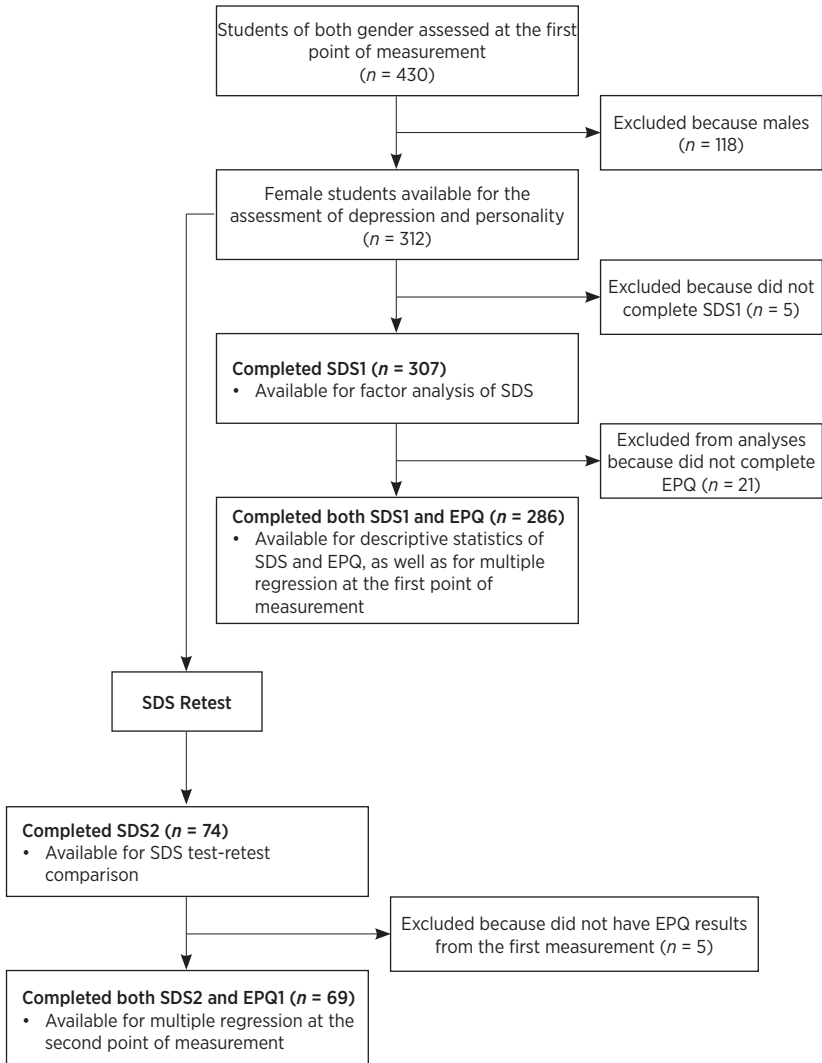 Students of both gender assessed at the first
point of measurement
(n = 430)
Excluded because males
(n = 118)
Female students available for the
assessment of depression and personality
(n = 312)
Excluded because did not
complete SDS1 (n = 5)
Completed SDS1 (n = 307)
• Available for factor analysis of SDS
Excluded from analyses
because did not complete
EPQ (n = 21)
Completed both SDS1 and EPQ (n = 286)
• Available for descriptive statistics of
SDS and EPQ, as well as for multiple
regression at the first point of
measurement
SDS Retest
Completed SDS2 (n = 74)
• Available for SDS test-retest
comparison
Excluded because did not have EPQ results
from the first measurement (n = 5)
Completed both SDS2 and EPQ1 (n = 69)
• Available for multiple regression at the
second point of measurement